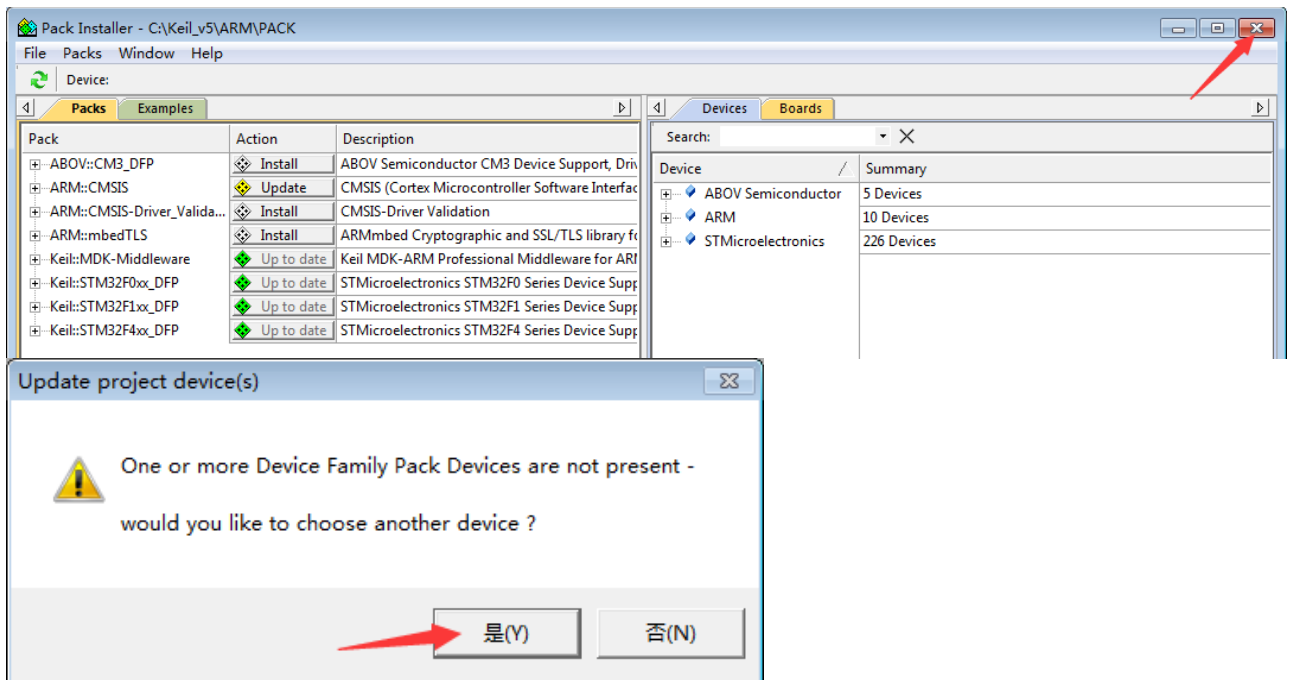 Pack Installer - C:\Keil_v5\ARM\PACK
File Packs Window Help
Device:
Packs Examples
Devices Boards
Pack Action Description
Search:
ABOV::CM3_DFP Install ABOV Semiconductor CM3 Device Support, Driv
Device Summary
ARM::CMSIS Update CMSIS (Cortex Microcontroller Software Interfac
ABOV Semiconductor 5 Devices
ARM::CMSIS-Driver_Valida... Install CMSIS-Driver Validation
ARM 10 Devices
ARM::mbedTLS Install ARMmbed Cryptographic and SSL/TLS library fo
STMicroelectronics 226 Devices
Keil::MDK-Middleware Up to date Keil MDK-ARM Professional Middleware for ARM
Keil::STM32F0xx_DFP Up to date STMicroelectronics STM32F0 Series Device Supp
Keil::STM32F1xx_DFP Up to date STMicroelectronics STM32F1 Series Device Supp
Keil::STM32F4xx_DFP Up to date STMicroelectronics STM32F4 Series Device Supp
Update project device(s)
One or more Device Family Pack Devices are not present -
would you like to choose another device ?
是(Y) 否(N)